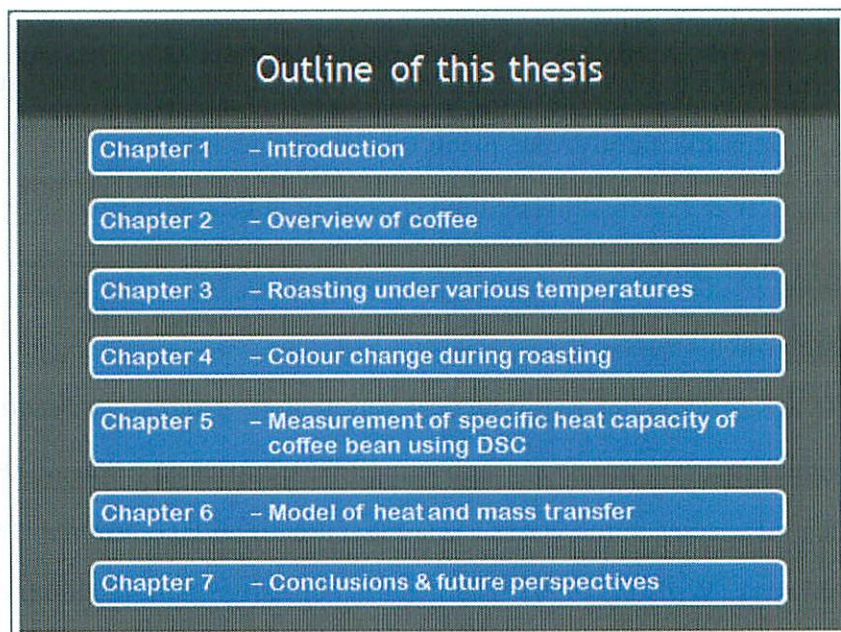 Outline of this thesis
Chapter 1 – Introduction
Chapter 2 – Overview of coffee
Chapter 3 – Roasting under various temperatures
Chapter 4 – Colour change during roasting
Chapter 5 – Measurement of specific heat capacity of
coffee bean using DSC
Chapter 6 – Model of heat and mass transfer
Chapter 7 – Conclusions & future perspectives